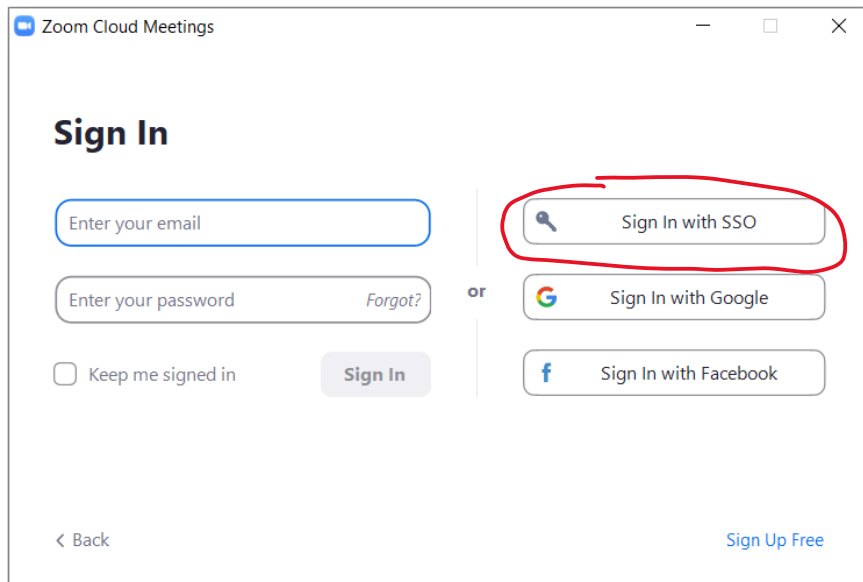 Zoom Cloud Meetings
Sign In
Enter your email
Enter your password Forgot?
Keep me signed in Sign In
or
Sign In with SSO
Sign In with Google
Sign In with Facebook
Back
Sign Up Free